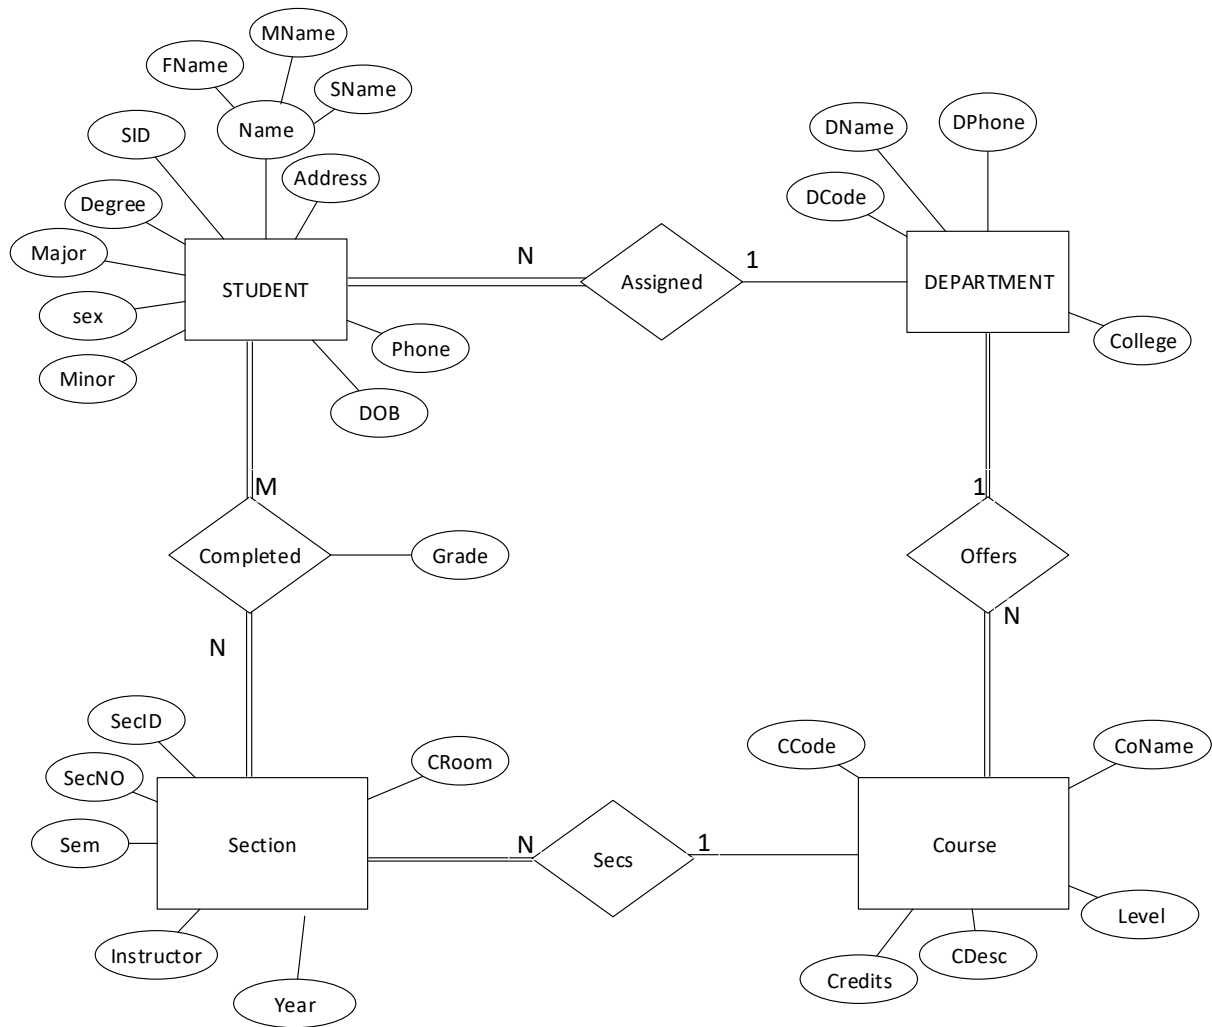 MName
FName
SName
Name
SID
Address
Degree
Major
STUDENT
sex
Minor
Phone
DOB
N
Assigned
1
DName
DPhone
DCode
DEPARTMENT
College
M
Completed
Grade
N
1
Offers
N
SecID
SecNO
CRoom
Sem
Section
Instructor
Year
N
Secs
1
CCode
CoName
Course
Level
CDesc
Credits